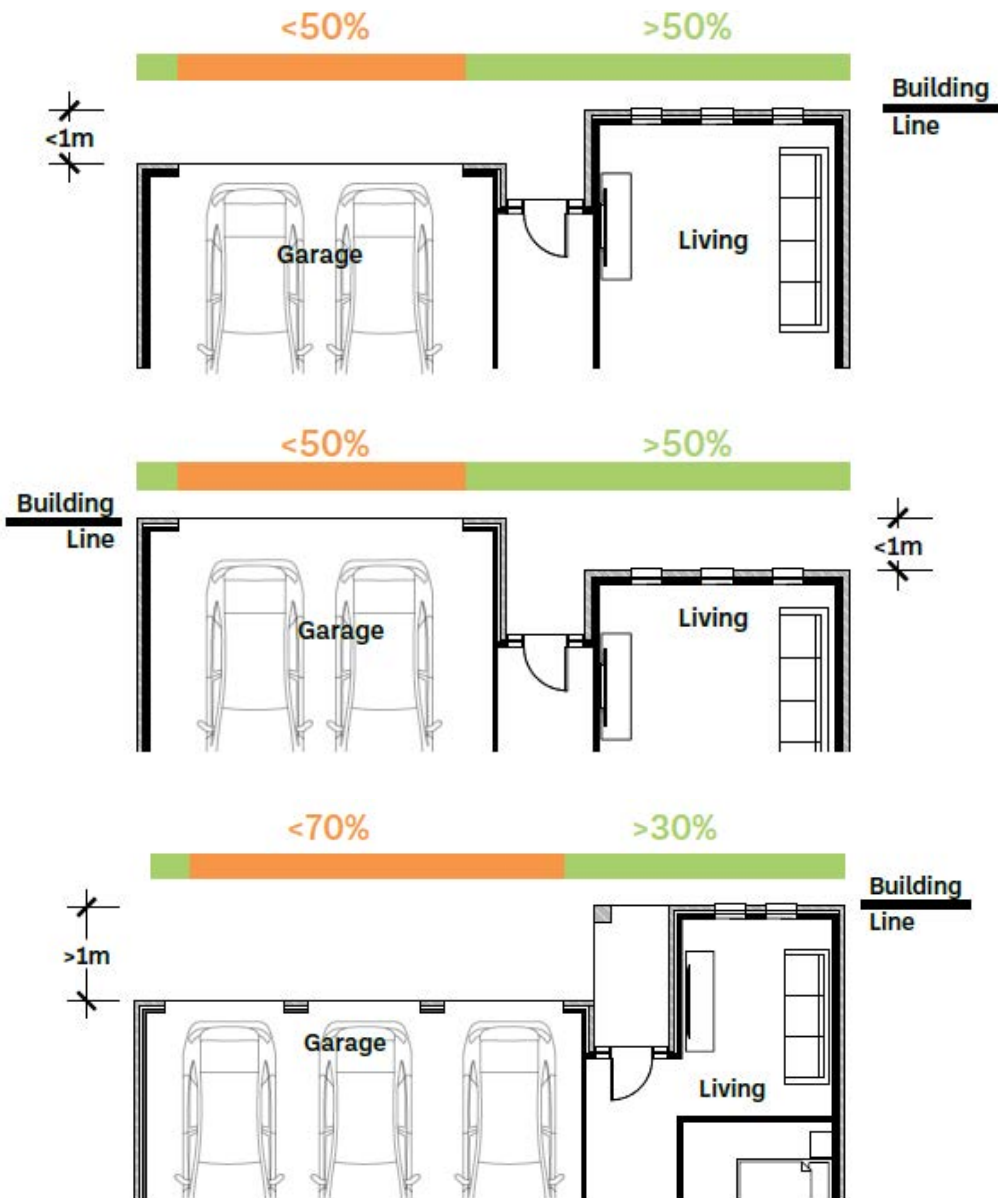 <50%
>50%
Building
Line
<1m
Garage
Living
<50%
>50%
Building
Line
<1m
Garage
Living
<70%
>30%
Building
Line
>1m
Garage
Living